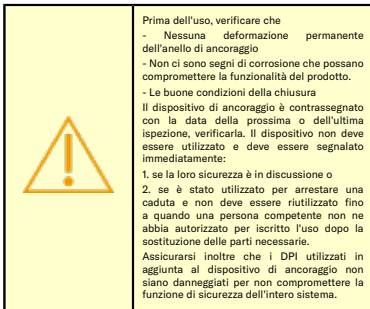 Prima dell'uso, verificare che
- Nessuna deformazione permanente
dell'anello di ancoraggio
- Non ci sono segni di corrosione che possano
compromettere la funzionalità del prodotto.
- Le buone condizioni della chiusura
Il dispositivo di ancoraggio è contrassegnato
con la data della prossima o dell'ultima
ispezione, verificarla. Il dispositivo non deve
essere utilizzato e deve essere segnalato
immediatamente:
1. se la loro sicurezza è in discussione o
2. se è stato utilizzato per arrestare una
caduta e non deve essere riutilizzato fino
a quando una persona competente non ne
abbia autorizzato per iscritto l'uso dopo la
sostituzione delle parti necessarie.
Assicurarsi inoltre che i DPI utilizzati in
aggiunta al dispositivo di ancoraggio non
siano danneggiati per non compromettere la
funzione di sicurezza dell'intero sistema.